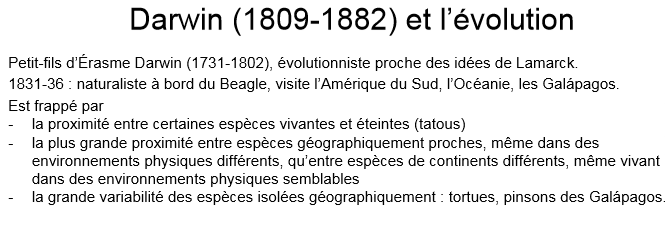 Darwin (1809-1882) et l’évolution
Petit-fils d’Érasme Darwin (1731-1802), évolutionniste proche des idées de Lamarck.
1831-36 : naturaliste à bord du Beagle, visite l’Amérique du Sud, l’Océanie, les Galápagos.
Est frappé par
- la proximité entre certaines espèces vivantes et éteintes (tatous)
- la plus grande proximité entre espèces géographiquement proches, même dans des
environnements physiques différents, qu’entre espèces de continents différents, même vivant
dans des environnements physiques semblables
- la grande variabilité des espèces isolées géographiquement : tortues, pinsons des Galápagos.